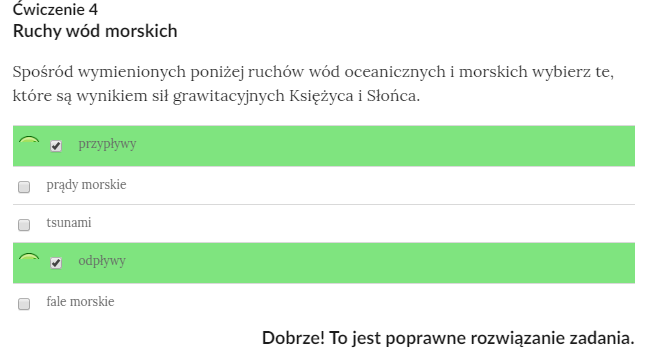 Ćwiczenie 4
Ruchy wód morskich
Spośród wymienionych poniżej ruchów wód oceanicznych i morskich wybierz te,
które są wynikiem sił grawitacyjnych Księżyca i Słońca.
przypływy
prądy morskie
tsunami
odpływy
fale morskie
Dobrze! To jest poprawne rozwiązanie zadania.